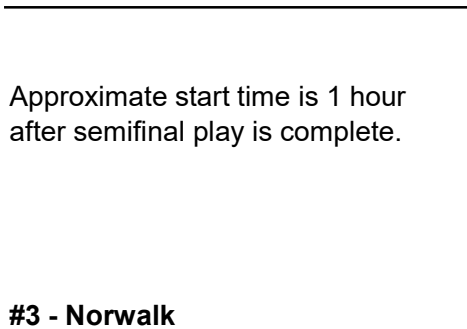 Approximate start time is 1 hour
after semifinal play is complete.
#3 - Norwalk